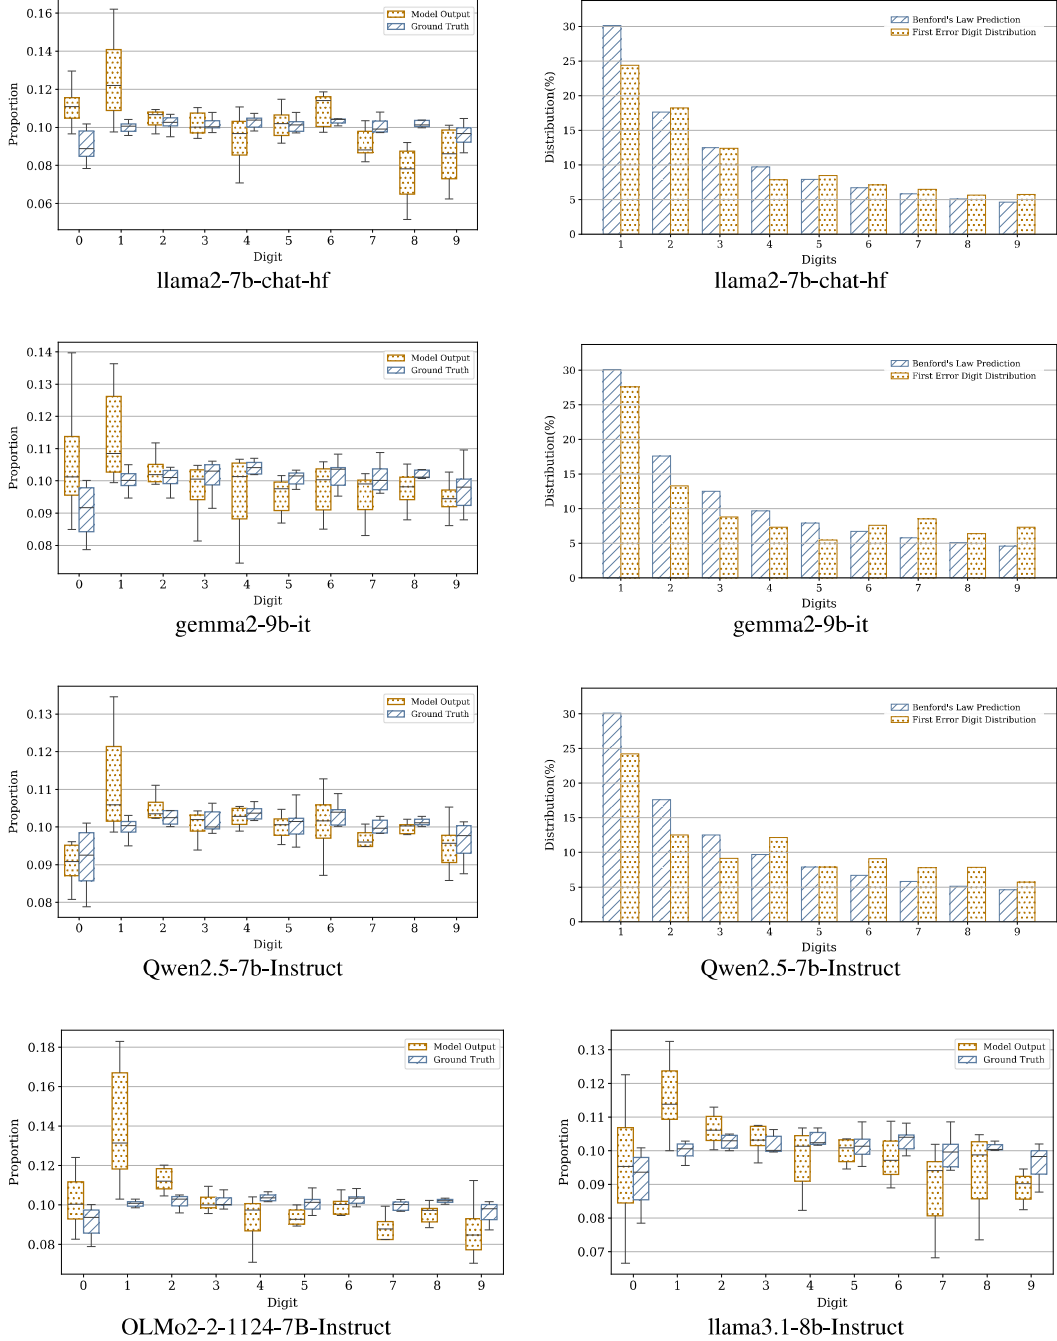 0.16
0.14
0.12
0.10
0.08
0.06
Proportion
Model Output
Ground Truth
0 1 2 3 4 5 6 7 8 9
Digit
llama2-7b-chat-hf
30
25
20
15
10
5
0
Distribution(%)
Benford's Law Prediction
First Error Digit Distribution
1 2 3 4 5 6 7 8 9
Digits
llama2-7b-chat-hf
0.14
0.13
0.12
0.11
0.10
0.09
0.08
Proportion
Model Output
Ground Truth
0 1 2 3 4 5 6 7 8 9
Digit
gemma2-9b-it
30
25
20
15
10
5
0
Distribution(%)
Benford's Law Prediction
First Error Digit Distribution
1 2 3 4 5 6 7 8 9
Digits
gemma2-9b-it
0.13
0.12
0.11
0.10
0.09
0.08
Proportion
Model Output
Ground Truth
0 1 2 3 4 5 6 7 8 9
Digit
Qwen2.5-7b-Instruct
30
25
20
15
10
5
0
Distribution(%)
Benford's Law Prediction
First Error Digit Distribution
1 2 3 4 5 6 7 8 9
Digits
Qwen2.5-7b-Instruct
0.18
0.16
0.14
0.12
0.10
0.08
Proportion
Model Output
Ground Truth
0 1 2 3 4 5 6 7 8 9
Digit
OLMo2-2-1124-7B-Instruct
0.13
0.12
0.11
0.10
0.09
0.08
0.07
Proportion
Model Output
Ground Truth
0 1 2 3 4 5 6 7 8 9
Digit
llama3.1-8b-Instruct